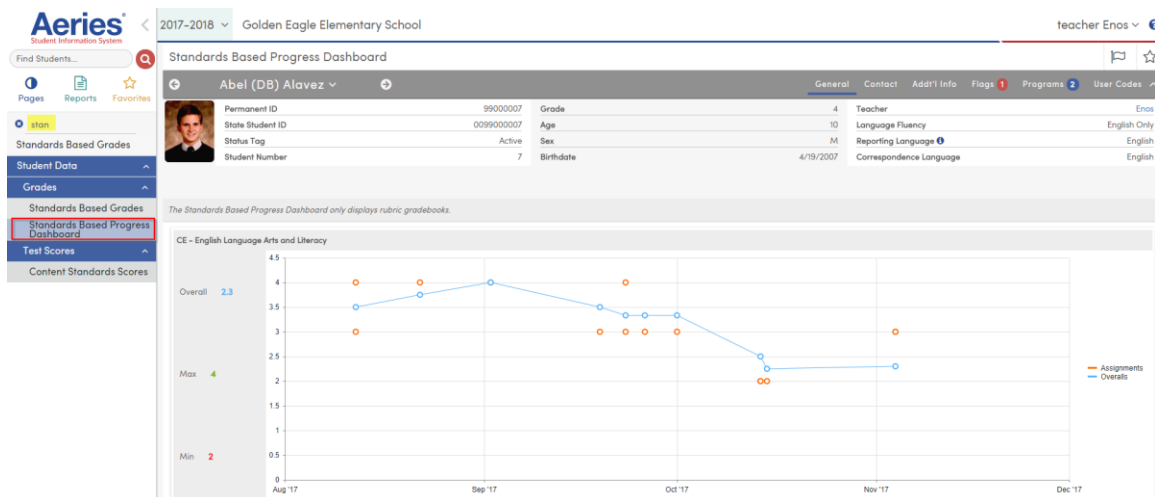 Aeries
Student Information System
2017-2018
Golden Eagle Elementary School
teacher Enos
Find Students...
Pages
Reports
Favorites
stan
Standards Based Grades
Student Data
Grades
Standards Based Grades
Standards Based Progress
Dashboard
Test Scores
Content Standards Scores
Standards Based Progress Dashboard
Abel (DB) Alavez
General Contact Addt'l Info Flags 1 Programs 2 User Codes
Permanent ID 99000007 Grade 4 Teacher Enos
State Student ID 0099000007 Age 10 Language Fluency English Only
Status Tag Active Sex M Reporting Language English
Student Number 7 Birthdate 4/19/2007 Correspondence Language English
The Standards Based Progress Dashboard only displays rubric gradebooks.
CE - English Language Arts and Literacy
Overall 2.3
Max 4
Min 2
4.5
4
3.5
3
2.5
2
1.5
1
0.5
0
Aug '17 Sep '17 Oct '17 Nov '17 Dec '17
Assignments
Overalls